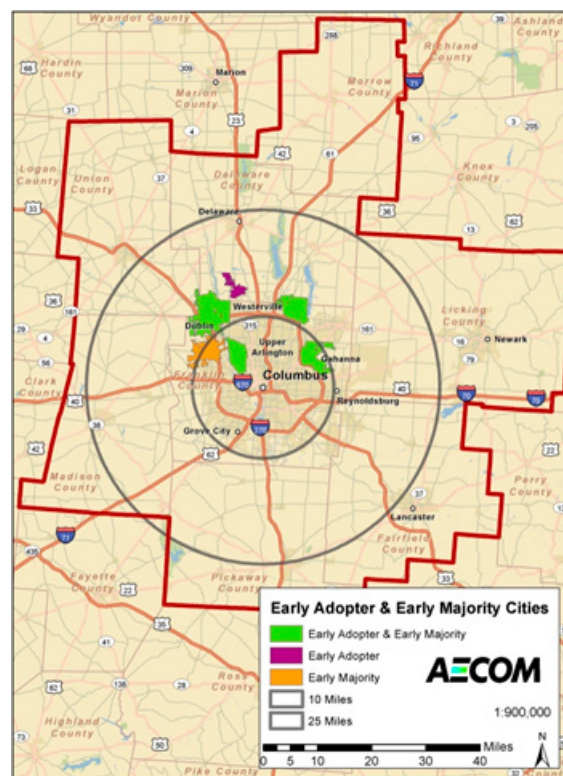 Wyandot County
Ashland
County
Richland
County
Hardin
County
Marion
Marion
County
Morrow
County
Knox
County
Logan
County
Union
County
Delaware
County
Delaware
Licking
County
Newark
Westerville
Dublin
Upper
Arlington
Gahanna
Clark
County
Franklin
County
Columbus
Reynoldsburg
Grove City
Madison
County
Perry
County
Lancaster
Fairfield
County
Fayette
County
Pickaway
County
Ross
County
Highland
County
Pike County
Early Adopter & Early Majority Cities
Early Adopter & Early Majority
Early Adopter
Early Majority
10 Miles
25 Miles
AECOM
1:900,000
N
Miles
0 5 10 20 30 40